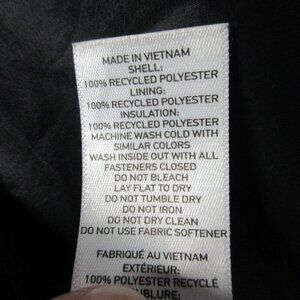 MADE IN VIETNAM
SHELL:
100% RECYCLED POLYESTER
LINING:
100% RECYCLED POLYESTER
INSULATION:
100% RECYCLED POLYESTER
MACHINE WASH COLD WITH
SIMILAR COLORS
WASH INSIDE OUT WITH ALL
FASTENERS CLOSED
DO NOT BLEACH
LAY FLAT TO DRY
DO NOT TUMBLE DRY
DO NOT IRON
DO NOT DRY CLEAN
DO NOT USE FABRIC SOFTENER
FABRIQUÉ AU VIETNAM
EXTÉRIEUR:
100% POLYESTER RECYCLÉ